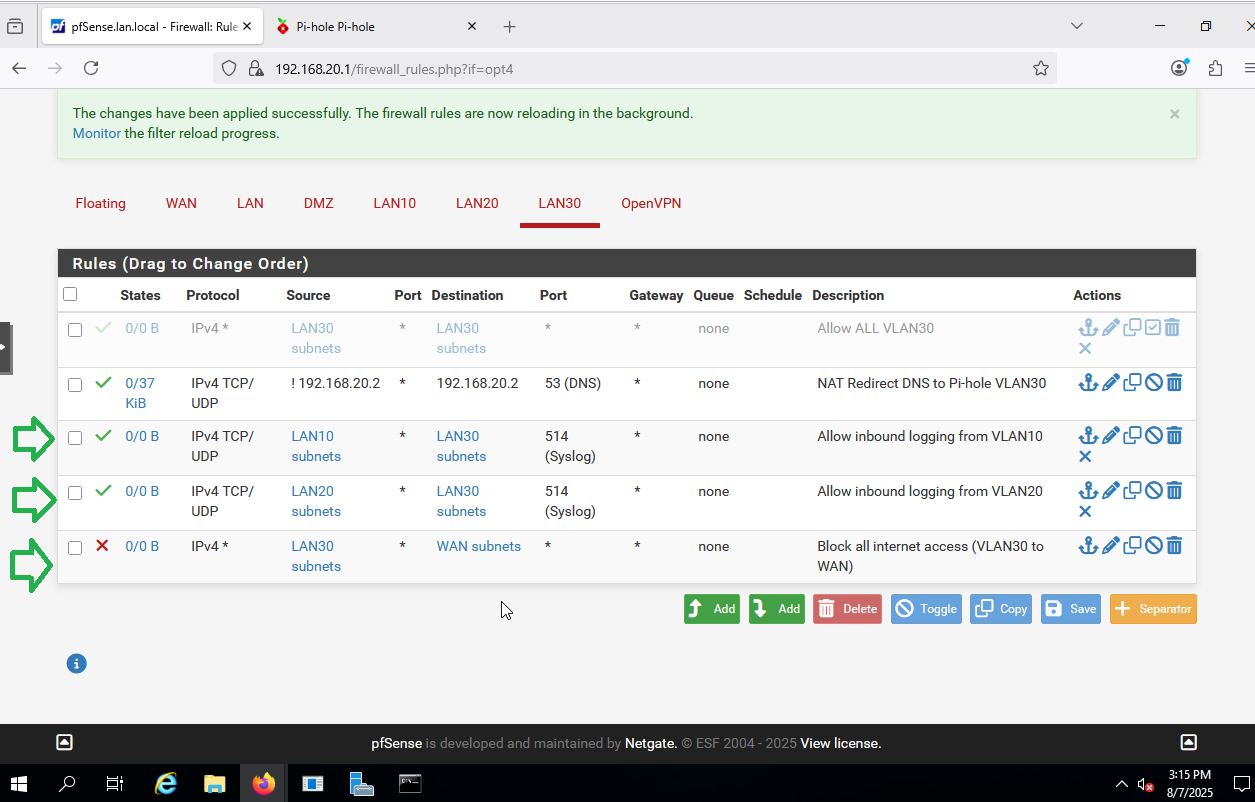 pfSense.lan.local - Firewall: Rule
Pi-hole Pi-hole
192.168.20.1/firewall_rules.php?if=opt4
The changes have been applied successfully. The firewall rules are now reloading in the background.
Monitor the filter reload progress.
Floating WAN LAN DMZ LAN10 LAN20 LAN30 OpenVPN
Rules (Drag to Change Order)
States Protocol Source Port Destination Port Gateway Queue Schedule Description Actions
0/0 B IPv4 * LAN30 * LAN30 * * none Allow ALL VLAN30
subnets subnets
0/37 IPv4 TCP/ ! 192.168.20.2 * 192.168.20.2 53 (DNS) * none NAT Redirect DNS to Pi-hole VLAN30
KiB UDP
0/0 B IPv4 TCP/ LAN10 * LAN30 514 * none Allow inbound logging from VLAN10
UDP subnets subnets (Syslog)
0/0 B IPv4 TCP/ LAN20 * LAN30 514 * none Allow inbound logging from VLAN20
UDP subnets subnets (Syslog)
0/0 B IPv4 * LAN30 * WAN subnets * * none Block all internet access (VLAN30 to
subnets WAN)
Add Add Delete Toggle Copy Save Separator
pfSense is developed and maintained by Netgate. © ESF 2004 - 2025 View license.
3:15 PM
8/7/2025